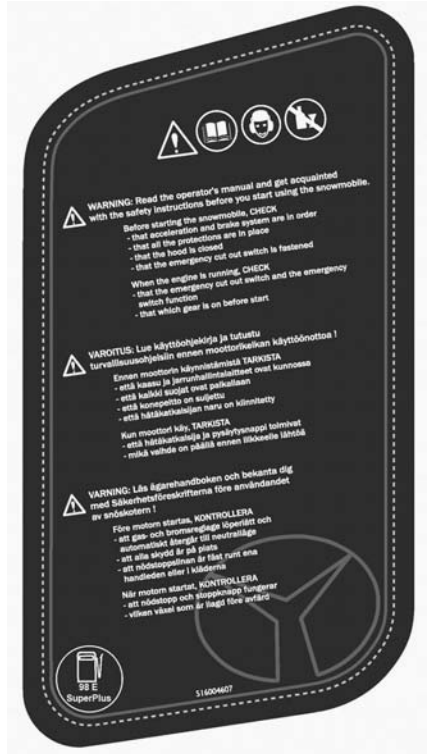 WARNING: Read the operator's manual and get acquainted
with the safety instructions before you start using the snowmobile.
Before starting the snowmobile, CHECK
- that acceleration and brake system are in order
- that all the protections are in place
- that the hood is closed
- that the emergency cut out switch is fastened
When the engine is running, CHECK
- that the emergency cut out switch and the emergency
switch function
- that which gear is on before start
VAROITUS: Lue käyttöohjekirja ja tutustu
turvallisuusohjeisiin ennen moottorikelkan käyttöönottoa !
Ennen moottorin käynnistämistä TARKISTA
- että kaasu ja jarrunhallintalaitteet ovat kunnossa
- että kaikki suojat ovat paikallaan
- että konepeitto on suljettu
- että hätäkatkaisijan naru on kiinnitetty
Kun moottori käy, TARKISTA
- että hätäkatkaisija ja pysäytysnappi toimivat
- mikä vaihde on päällä ennen liikkeelle lähtöä
VARNING: Läs ägarehandboken och bekanta dig
med Säkerhetsföreskrifterna före användandet
av snöskotern !
Före motorn startas, KONTROLLERA
- att gas- och bromsreglage löperlätt och
automatiskt återgår till neutralläge
- att alla skydd är på plats
- att nödstoppslinan är fäst runt ena
handleden eller i kläderna
När motorn startat, KONTROLLERA
- att nödstopp och stoppknapp fungerar
- vilken växel som är ilagd före avfärd
98 E
SuperPlus
516004607